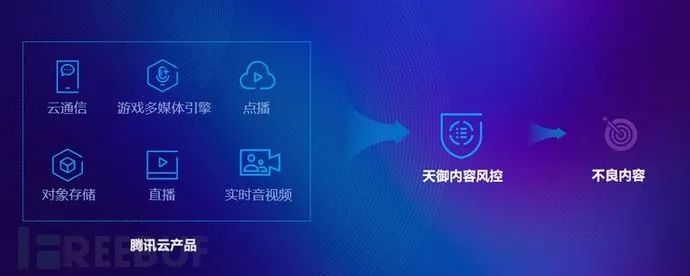 云通信
游戏多媒体引擎
点播
对象存储
直播
实时音视频
腾讯云产品
天御内容风控
不良内容
FREEBUF